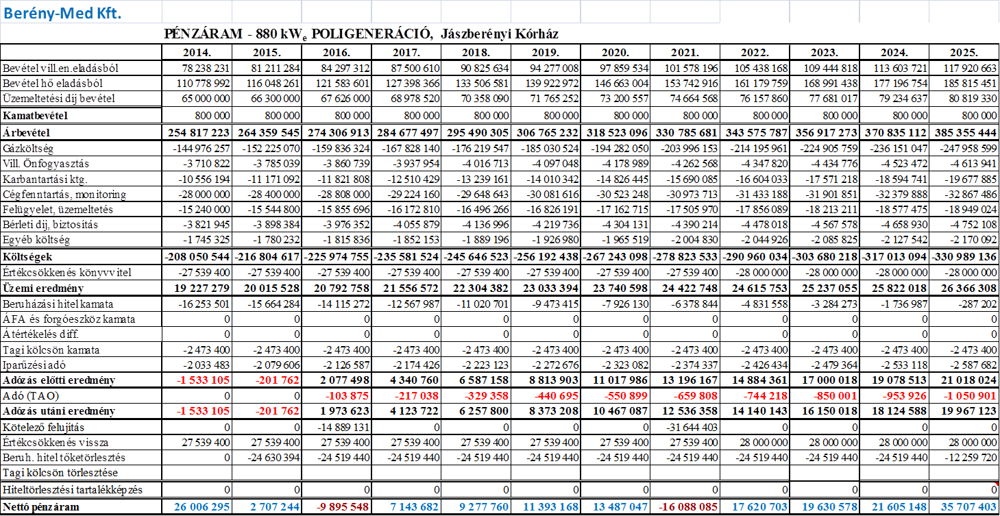 Berény-Med Kft.
PÉNZÁRAM - 880 kWe POLIGENERÁCIÓ, Jászberényi Kórház
2014. 2015. 2016. 2017. 2018. 2019. 2020. 2021. 2022. 2023. 2024. 2025.
Bevétel vill.en.eladásból 78 238 231 81 211 284 84 297 312 87 500 610 90 825 634 94 277 008 97 859 534 101 578 196 105 438 168 109 444 818 113 603 721 117 920 663
Bevétel hő eladásból 110 778 992 116 048 261 121 583 601 127 398 366 133 506 581 139 922 972 146 663 004 153 742 916 161 179 759 168 991 438 177 196 754 185 815 451
Üzemeltetési díj bevétel 65 000 000 66 300 000 67 626 000 68 978 520 70 358 090 71 765 252 73 200 557 74 664 568 76 157 860 77 681 017 79 234 637 80 819 330
Kamatbevétel 800 000 800 000 800 000 800 000 800 000 800 000 800 000 800 000 800 000 800 000 800 000 800 000
Árbevétel 254 817 223 264 359 545 274 306 913 284 677 497 295 490 305 306 765 232 318 523 096 330 785 681 343 575 787 356 917 273 370 835 112 385 355 444
Gázköltség -144 976 257 -152 225 070 -159 836 324 -167 828 140 -176 219 547 -185 030 524 -194 282 050 -203 996 153 -214 195 961 -224 905 759 -236 151 047 -247 958 599
Vill. Önfogyasztás -3 710 822 -3 785 039 -3 860 739 -3 937 954 -4 016 713 -4 097 048 -4 178 989 -4 262 568 -4 347 820 -4 434 776 -4 523 472 -4 613 941
Karbantartási ktg. -10 556 194 -11 171 092 -11 821 808 -12 510 429 -13 239 161 -14 010 342 -14 826 445 -15 690 085 -16 604 033 -17 571 218 -18 594 741 -19 677 885
Cégfenntartás, monitoring -28 000 000 -28 400 000 -28 808 000 -29 224 160 -29 648 643 -30 081 616 -30 523 248 -30 973 713 -31 433 188 -31 901 851 -32 379 888 -32 867 486
Felügyelet, üzemeltetés -15 240 000 -15 544 800 -15 855 696 -16 172 810 -16 496 266 -16 826 191 -17 162 715 -17 505 970 -17 856 089 -18 213 211 -18 577 475 -18 949 024
Bérleti díj, biztosítás -3 821 945 -3 898 384 -3 976 352 -4 055 879 -4 136 996 -4 219 736 -4 304 131 -4 390 214 -4 478 018 -4 567 578 -4 658 930 -4 752 108
Egyéb költség -1 745 325 -1 780 232 -1 815 836 -1 852 153 -1 889 196 -1 926 980 -1 965 519 -2 004 830 -2 044 926 -2 085 825 -2 127 542 -2 170 092
Költségek -208 050 544 -216 804 617 -225 974 755 -235 581 524 -245 646 523 -256 192 438 -267 243 098 -278 823 533 -290 960 034 -303 680 218 -317 013 094 -330 989 136
Értékcsökkenés könyvvitel -27 539 400 -27 539 400 -27 539 400 -27 539 400 -27 539 400 -27 539 400 -27 539 400 -27 539 400 -28 000 000 -28 000 000 -28 000 000 -28 000 000
Üzemi eredmény 19 227 279 20 015 528 20 792 758 21 556 572 22 304 382 23 033 394 23 740 598 24 422 748 24 615 753 25 237 055 25 822 018 26 366 308
Beruházási hitel kamata -16 253 501 -15 664 284 -14 115 272 -12 567 987 -11 020 701 -9 473 415 -7 926 130 -6 378 844 -4 831 558 -3 284 273 -1 736 987 -287 202
ÁFA és forgóeszköz kamata 0 0 0 0 0 0 0 0 0 0 0 0
Átértékelés diff. 0 0 0 0 0 0 0 0 0 0 0 0
Tagi kölcsön kamata -2 473 400 -2 473 400 -2 473 400 -2 473 400 -2 473 400 -2 473 400 -2 473 400 -2 473 400 -2 473 400 -2 473 400 -2 473 400 -2 473 400
Iparűzési adó -2 033 483 -2 079 606 -2 126 587 -2 174 426 -2 223 123 -2 272 676 -2 323 082 -2 374 337 -2 426 434 -2 479 364 -2 533 118 -2 587 682
Adózás előtti eredmény -1 533 105 -201 762 2 077 498 4 340 760 6 587 158 8 813 903 11 017 986 13 196 167 14 884 361 17 000 018 19 078 513 21 018 024
Adó (TAO) 0 0 -103 875 -217 038 -329 358 -440 695 -550 899 -659 808 -744 218 -850 001 -953 926 -1 050 901
Adózás utáni eredmény -1 533 105 -201 762 1 973 623 4 123 722 6 257 800 8 373 208 10 467 087 12 536 358 14 140 143 16 150 018 18 124 588 19 967 123
Kötelező felujítás 0 0 -14 889 131 0 0 0 0 -31 644 403 0 0 0 0
Értékcsökkenés vissza 27 539 400 27 539 400 27 539 400 27 539 400 27 539 400 27 539 400 27 539 400 27 539 400 28 000 000 28 000 000 28 000 000 28 000 000
Beruh. hitel tőketörlesztés 0 -24 630 394 -24 519 440 -24 519 440 -24 519 440 -24 519 440 -24 519 440 -24 519 440 -24 519 440 -24 519 440 -24 519 440 -12 259 720
Tagi kölcsön törlesztése
Hiteltörlesztési tartalékképzés 0 0 0 0 0 0 0 0 0 0 0 0
Nettó pénzáram 26 006 295 2 707 244 -9 895 548 7 143 682 9 277 760 11 393 168 13 487 047 -16 088 085 17 620 703 19 630 578 21 605 148 35 707 403